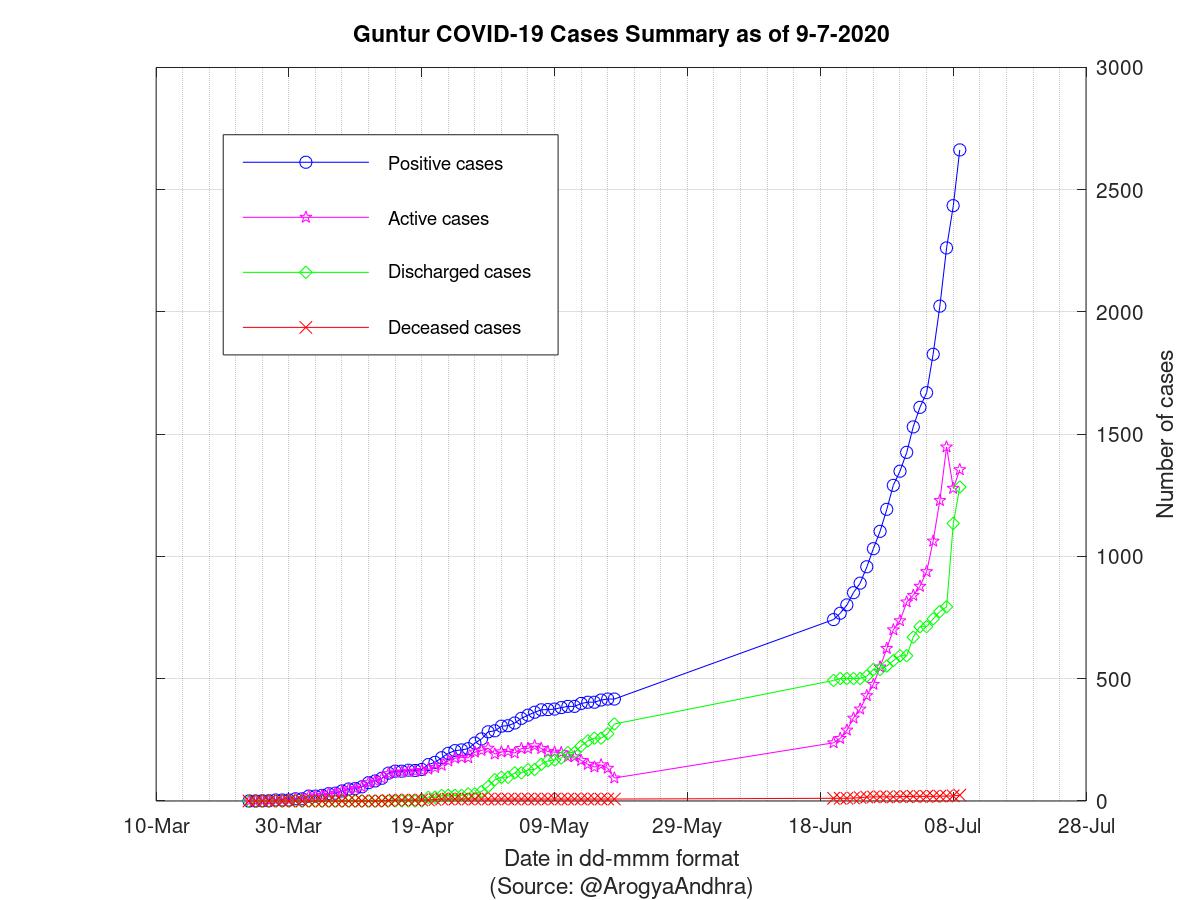 Guntur COVID-19 Cases Summary as of 9-7-2020
Positive cases
Active cases
Discharged cases
Deceased cases
3000
2500
2000
1500
1000
500
0
Number of cases
10-Mar 30-Mar 19-Apr 09-May 29-May 18-Jun 08-Jul 28-Jul
Date in dd-mmm format
(Source: @ArogyaAndhra)